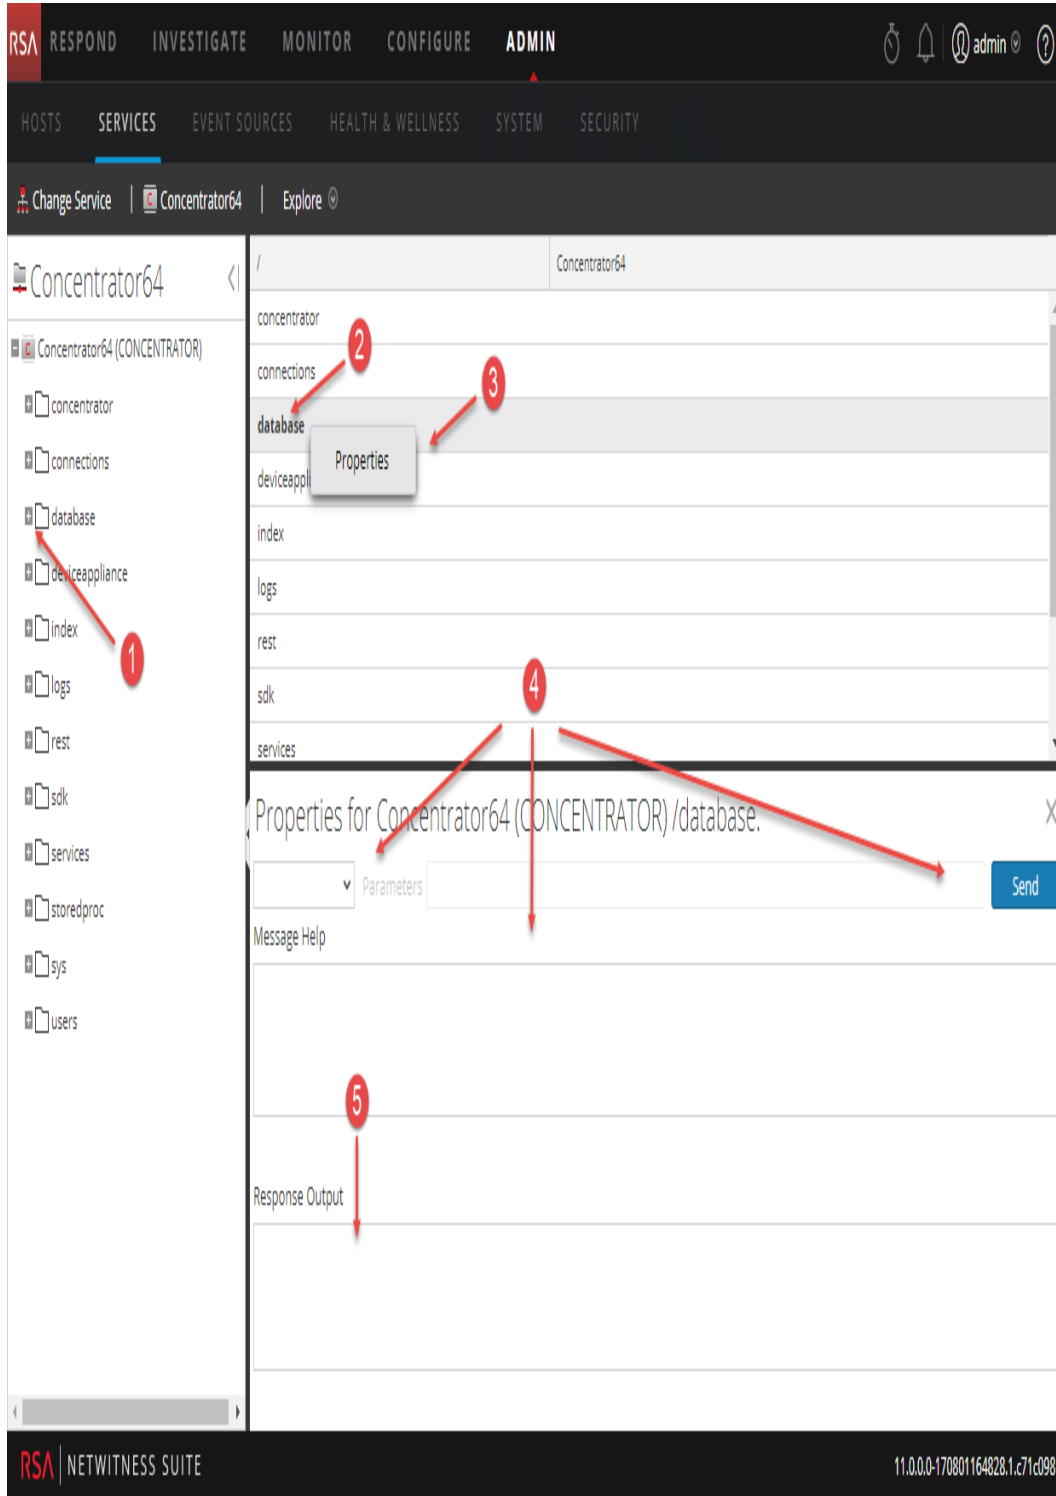 RSA RESPOND INVESTIGATE MONITOR CONFIGURE ADMIN admin ?
HOSTS SERVICES EVENT SOURCES HEALTH & WELLNESS SYSTEM SECURITY
Change Service C Concentrator64 Explore
Concentrator64
C Concentrator64 (CONCENTRATOR)
concentrator
connections
database
deviceappliance
index
logs
rest
sdk
services
storedproc
sys
users
1
/ Concentrator64
concentrator
2
connections
3
database
Properties
deviceappli
index
logs
rest
sdk
4
services
Properties for Concentrator64 (CONCENTRATOR) /database.
Parameters Send
Message Help
5
Response Output
RSA NETWITNESS SUITE 11.0.0.0-170801164828.1.c71c098